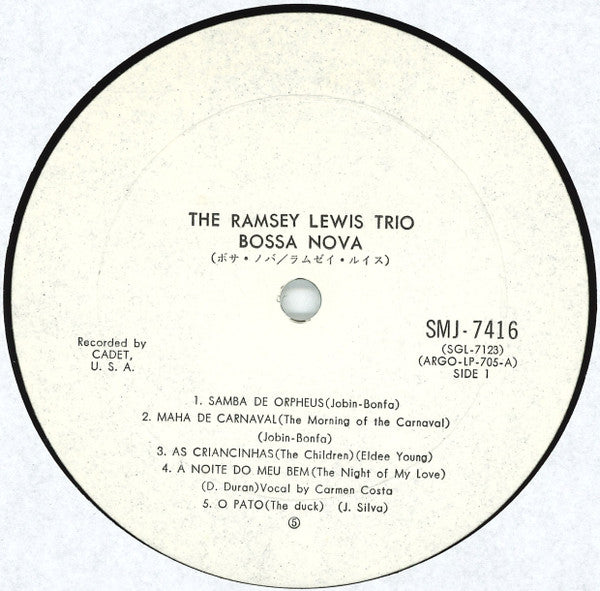 THE RAMSEY LEWIS TRIO
BOSSA NOVA
(ボサ・ノバ/ラムゼイ・ルイス)
Recorded by
CADET,
U. S. A.
SMJ-7416
(SGL-7123)
(ARGO-LP-705-A)
SIDE 1
1. SAMBA DE ORPHEUS(Jobin-Bonfa)
2. MAHA DE CARNAVAL(The Morning of the Carnaval)
(Jobin-Bonfa)
3. AS CRIANCINHAS(The Children)(Eldee Young)
4. À NOITE DO MEU BEM(The Night of My Love)
(D. Duran)Vocal by Carmen Costa
5. O PATO(The duck) (J. Silva)
⑤